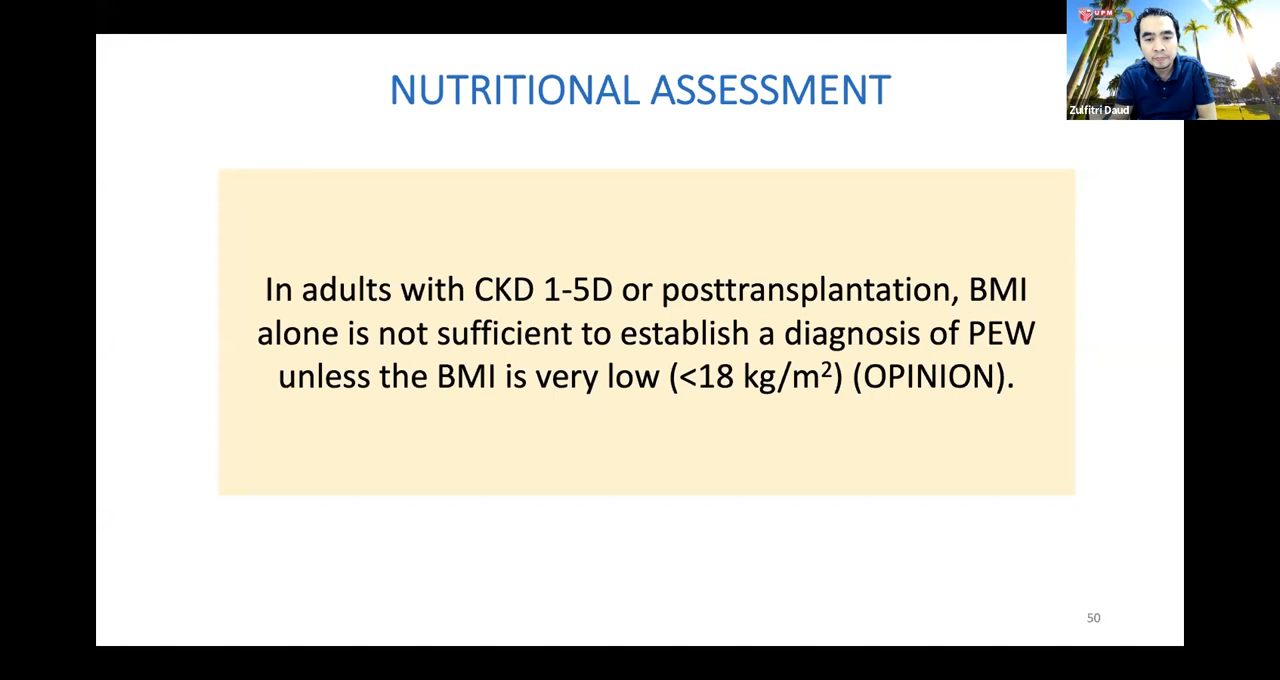 UPM
Zulfitri Daud
NUTRITIONAL ASSESSMENT
In adults with CKD 1-5D or posttransplantation, BMI
alone is not sufficient to establish a diagnosis of PEW
unless the BMI is very low (<18 kg/m²) (OPINION).
50